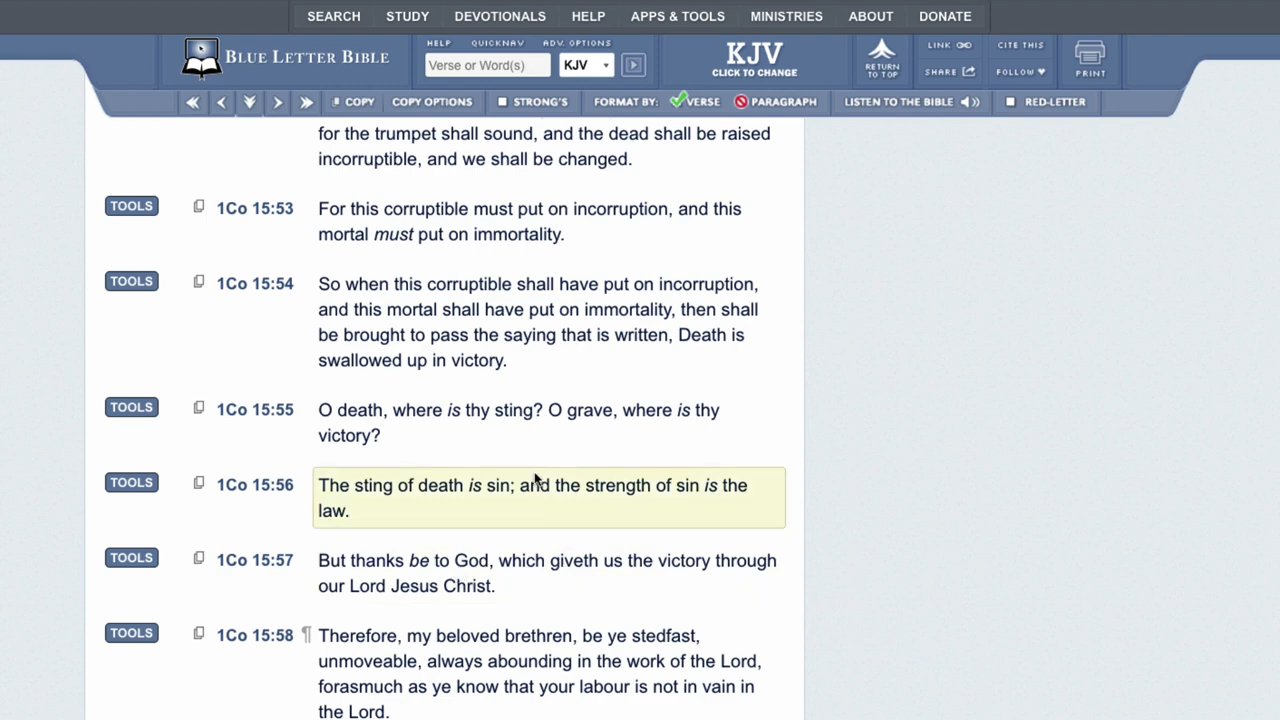 SEARCH STUDY DEVOTIONALS HELP APPS & TOOLS MINISTRIES ABOUT DONATE
BLUE LETTER BIBLE
HELP QUICKNAV ADV. OPTIONS
Verse or Word(s) KJV
KJV
CLICK TO CHANGE
RETURN
TO TOP
LINK CITE THIS
SHARE FOLLOW
PRINT
COPY COPY OPTIONS STRONG'S FORMAT BY: VERSE PARAGRAPH LISTEN TO THE BIBLE RED-LETTER
for the trumpet shall sound, and the dead shall be raised
incorruptible, and we shall be changed.
TOOLS 1Co 15:53 For this corruptible must put on incorruption, and this
mortal must put on immortality.
TOOLS 1Co 15:54 So when this corruptible shall have put on incorruption,
and this mortal shall have put on immortality, then shall
be brought to pass the saying that is written, Death is
swallowed up in victory.
TOOLS 1Co 15:55 O death, where is thy sting? O grave, where is thy
victory?
TOOLS 1Co 15:56 The sting of death is sin; and the strength of sin is the
law.
TOOLS 1Co 15:57 But thanks be to God, which giveth us the victory through
our Lord Jesus Christ.
TOOLS 1Co 15:58 ¶ Therefore, my beloved brethren, be ye stedfast,
unmoveable, always abounding in the work of the Lord,
forasmuch as ye know that your labour is not in vain in
the Lord.